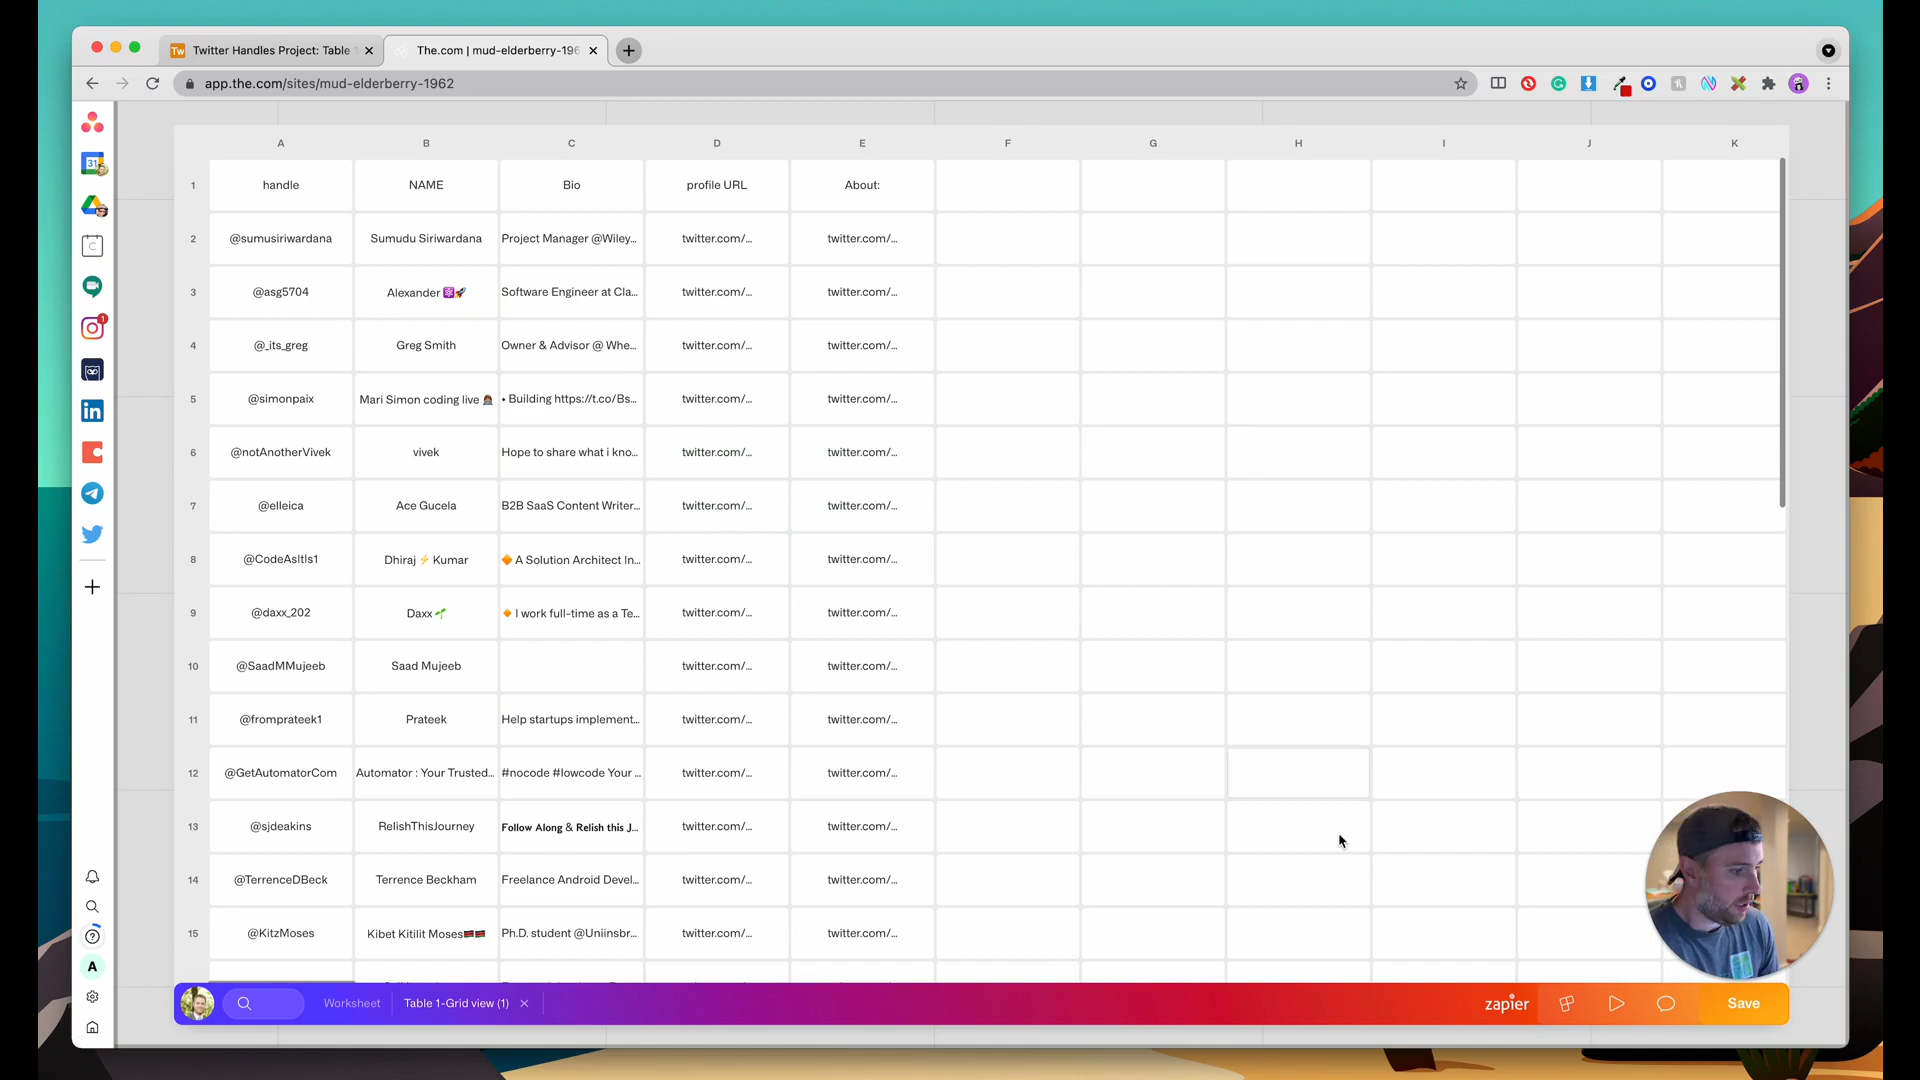 Tw Twitter Handles Project: Table
The.com | mud-elderberry-196
app.the.com/sites/mud-elderberry-1962
31
C
1
A B C D E F G H I J K
1 handle NAME Bio profile URL About:
2 @sumusiriwardana Sumudu Siriwardana Project Manager @Wiley... twitter.com/... twitter.com/...
3 @asg5704 Alexander ⚛️🚀 Software Engineer at Cla... twitter.com/... twitter.com/...
4 @_its_greg Greg Smith Owner & Advisor @ Whe... twitter.com/... twitter.com/...
5 @simonpaix Mari Simon coding live 👩🏽‍💻 • Building https://t.co/Bs... twitter.com/... twitter.com/...
6 @notAnotherVivek vivek Hope to share what i kno... twitter.com/... twitter.com/...
7 @elleica Ace Gucela B2B SaaS Content Writer... twitter.com/... twitter.com/...
8 @CodeAsItIs1 Dhiraj ⚡ Kumar 🔶 A Solution Architect In... twitter.com/... twitter.com/...
9 @daxx_202 Daxx 🌱 🔸 I work full-time as a Te... twitter.com/... twitter.com/...
10 @SaadMMujeeb Saad Mujeeb twitter.com/... twitter.com/...
11 @fromprateek1 Prateek Help startups implement... twitter.com/... twitter.com/...
12 @GetAutomatorCom Automator : Your Trusted... #nocode #lowcode Your ... twitter.com/... twitter.com/...
13 @sjdeakins RelishThisJourney Follow Along & Relish this J... twitter.com/... twitter.com/...
14 @TerrenceDBeck Terrence Beckham Freelance Android Devel... twitter.com/... twitter.com/...
15 @KitzMoses Kibet Kitilit Moses🇰🇪🇰🇪 Ph.D. student @Uniinsbr... twitter.com/... twitter.com/...
A
Worksheet Table 1-Grid view (1) zapier Save